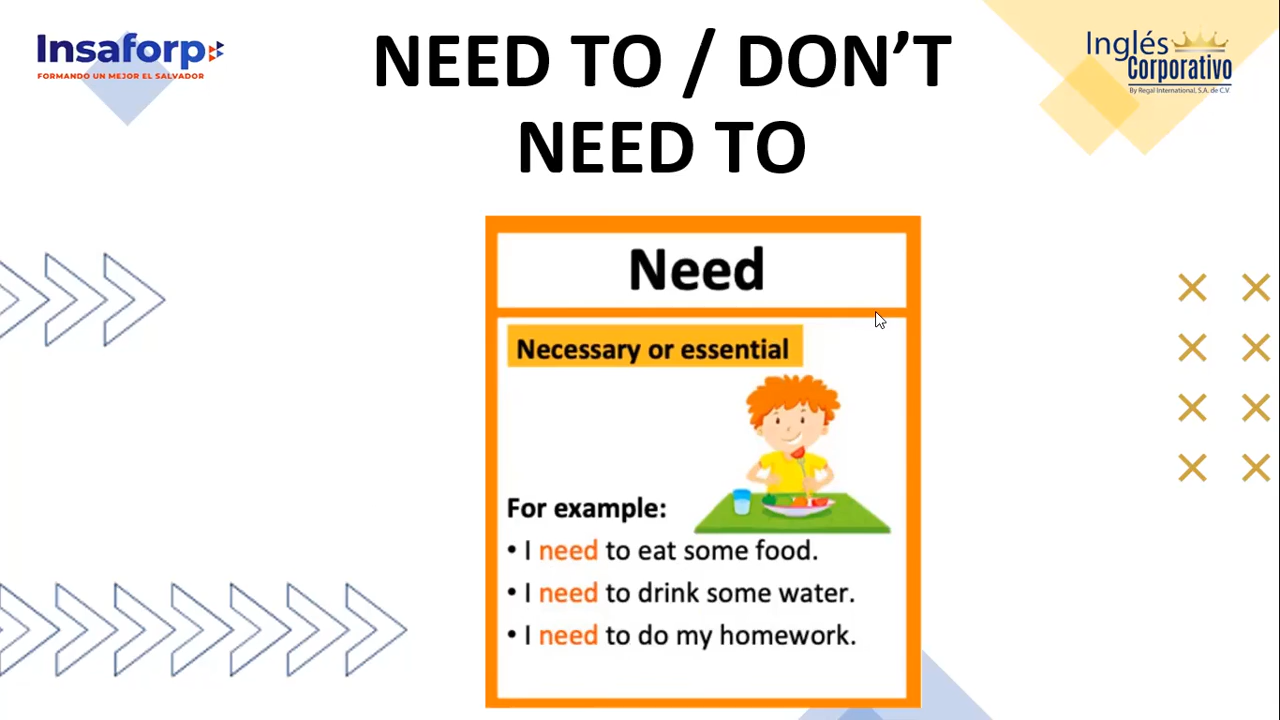 Insaforp
FORMANDO UN MEJOR EL SALVADOR
NEED TO / DON'T
NEED TO
Inglés
Corporativo
By Regal International, S.A. de C.V.
Need
Necessary or essential
For example:
• I need to eat some food.
• I need to drink some water.
• I need to do my homework.